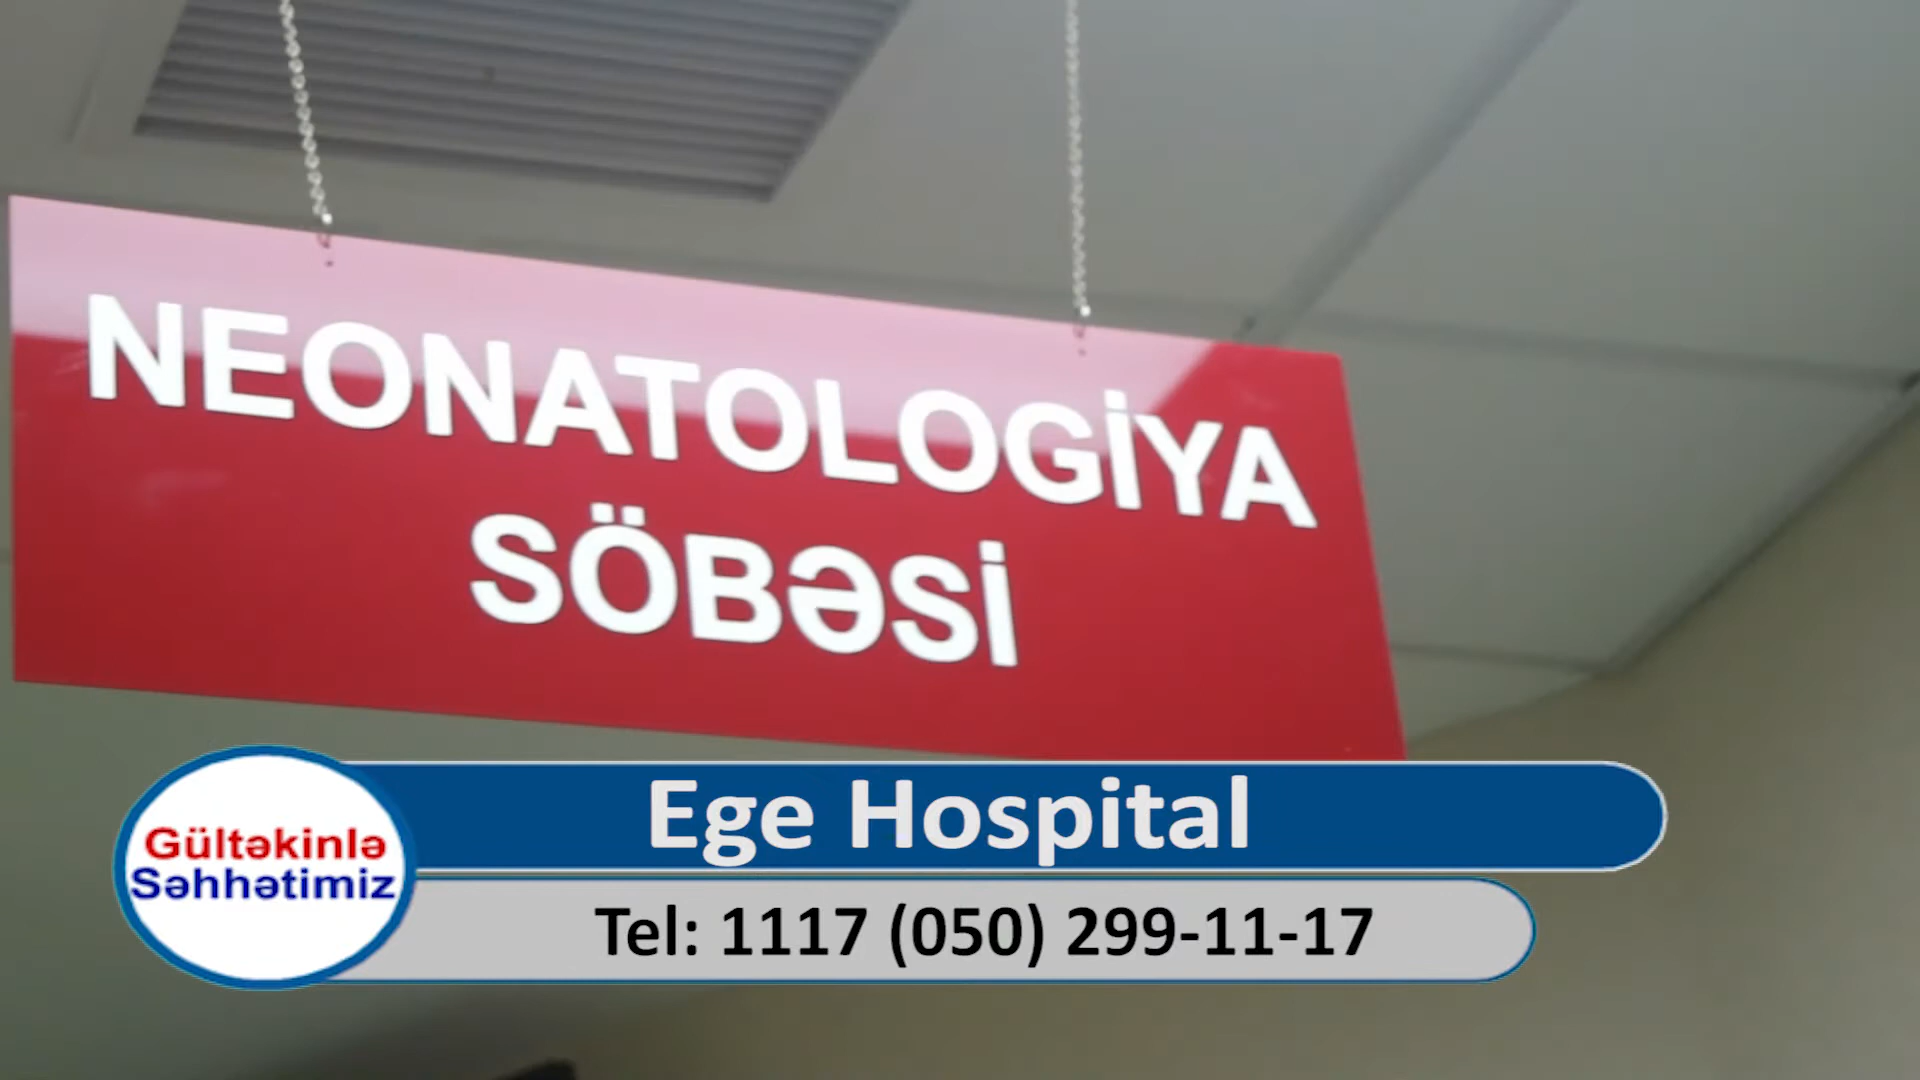 NEONATOLOGİYA
SÖBƏSİ
Ege Hospital
Gültəkinlə
Səhhətimiz
Tel: 1117 (050) 299-11-17